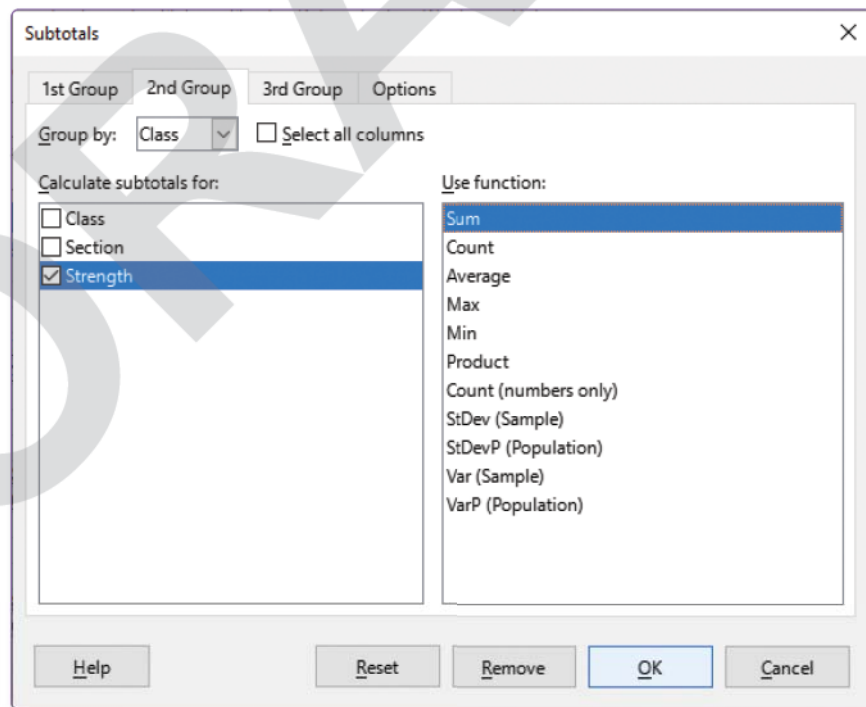 Subtotals
1st Group 2nd Group 3rd Group Options
Group by: Class Select all columns
Calculate subtotals for:
Class
Section
Strength
Use function:
Sum
Count
Average
Max
Min
Product
Count (numbers only)
StDev (Sample)
StDevP (Population)
Var (Sample)
VarP (Population)
Help Reset Remove OK Cancel